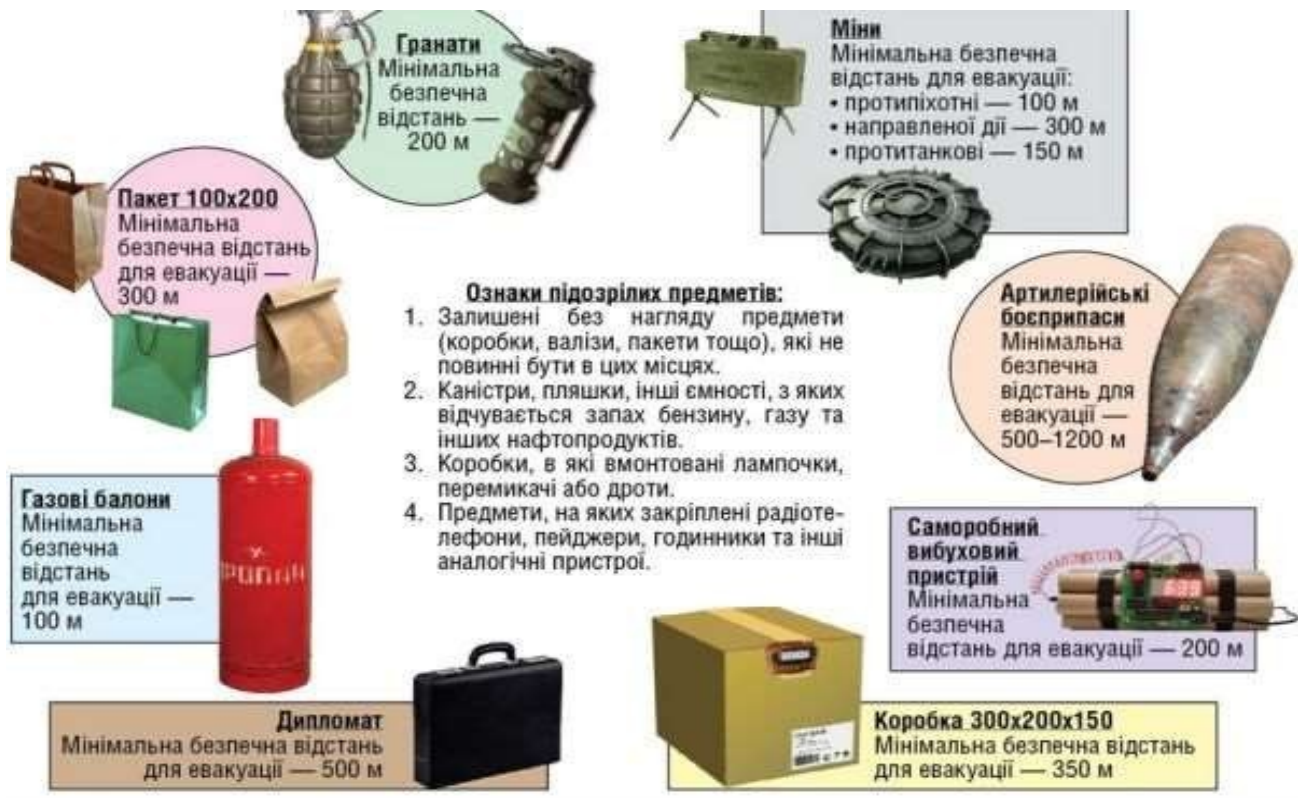 Гранати
Мінімальна
безпечна
відстань —
200 м
Міни
Мінімальна безпечна
відстань для евакуації:
• протипіхотні — 100 м
• направленої дії — 300 м
• протитанкові — 150 м
Пакет 100х200
Мінімальна
безпечна відстань
для евакуації —
300 м
Ознаки підозрілих предметів:
1. Залишені без нагляду предмети
(коробки, валізи, пакети тощо), які не
повинні бути в цих місцях.
2. Каністри, пляшки, інші ємності, з яких
відчувається запах бензину, газу та
інших нафтопродуктів.
3. Коробки, в які вмонтовані лампочки,
перемикачі або дроти.
4. Предмети, на яких закріплені радіоте-
лефони, пейджери, годинники та інші
аналогічні пристрої.
Артилерійські
боєприпаси
Мінімальна
безпечна
відстань для
евакуації —
500–1200 м
Газові балони
Мінімальна
безпечна
відстань
для евакуації —
100 м
Саморобний
вибуховий
пристрій
Мінімальна
безпечна
відстань для евакуації — 200 м
Дипломат
Мінімальна безпечна відстань
для евакуації — 500 м
Коробка 300х200х150
Мінімальна безпечна відстань
для евакуації — 350 м